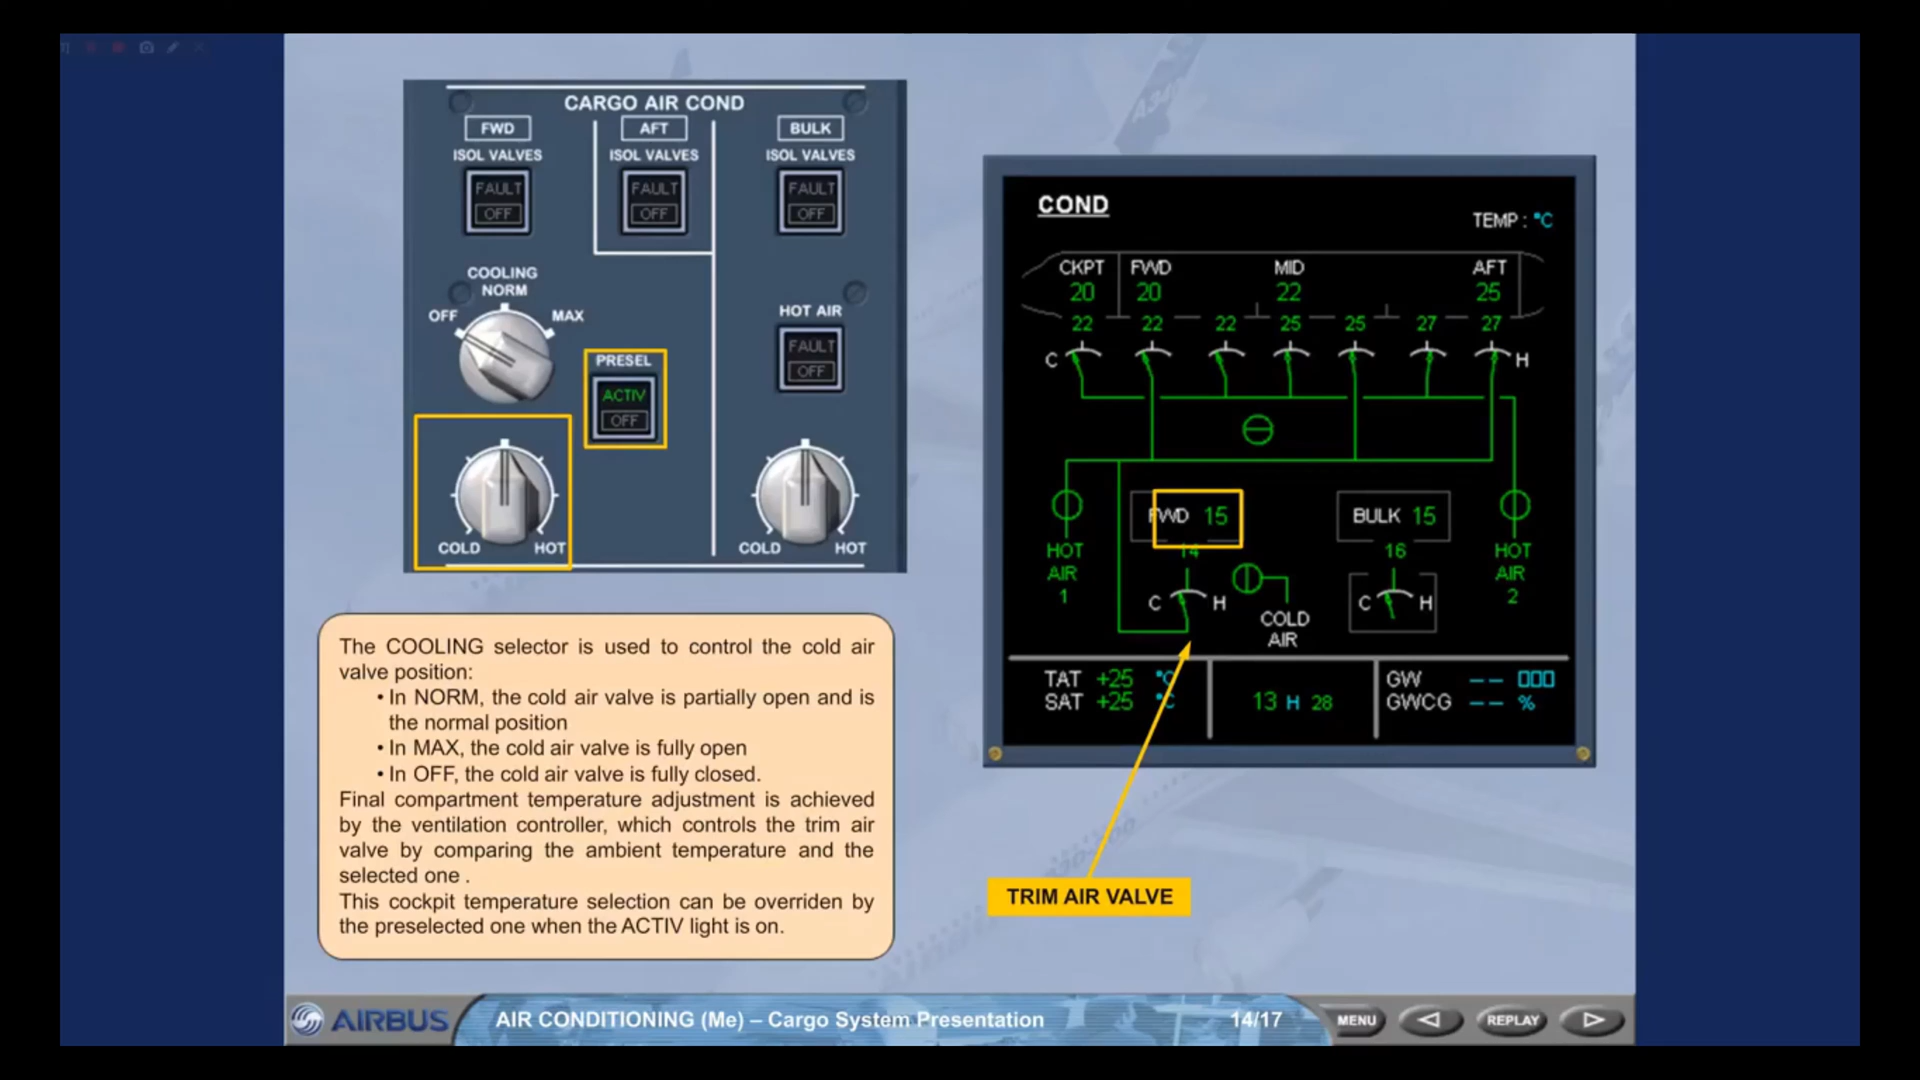 CARGO AIR COND
FWD AFT BULK
ISOL VALVES ISOL VALVES ISOL VALVES
FAULT FAULT FAULT
OFF OFF OFF
COOLING
NORM
OFF MAX
HOT AIR
FAULT
OFF
PRESEL
ACTIV
OFF
COLD HOT
COLD HOT
COND
TEMP : °C
CKPT FWD MID AFT
20 20 22 25
22 22 22 25 25 27 27
C H
FWD 15 BULK 15
14 16
HOT AIR 1
HOT AIR 2
C H
COLD
AIR
C H
TAT +25 °C
SAT +25 °C
13 H 28
GW -- 
GWCG -- %
TRIM AIR VALVE
The COOLING selector is used to control the cold air
valve position:
• In NORM, the cold air valve is partially open and is
the normal position
• In MAX, the cold air valve is fully open
• In OFF, the cold air valve is fully closed.
Final compartment temperature adjustment is achieved
by the ventilation controller, which controls the trim air
valve by comparing the ambient temperature and the
selected one .
This cockpit temperature selection can be overriden by
the preselected one when the ACTIV light is on.
AIRBUS
AIR CONDITIONING (Me) – Cargo System Presentation
14/17
MENU
REPLAY